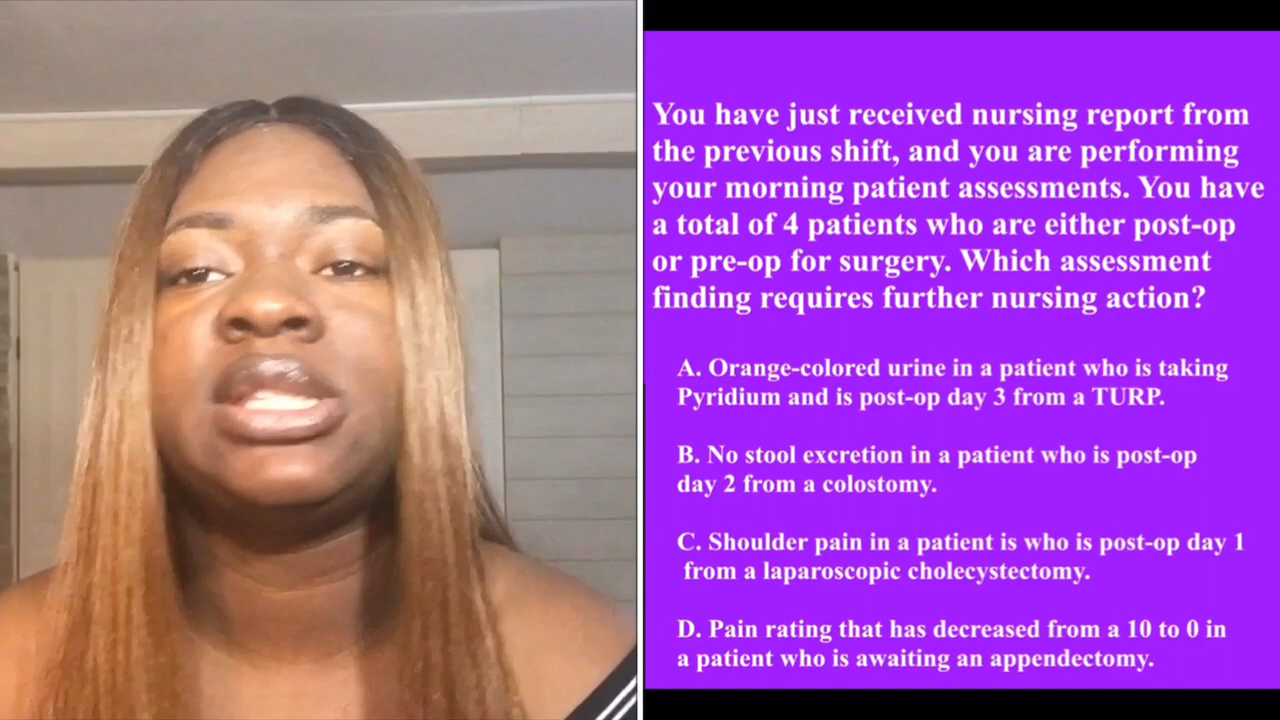 You have just received nursing report from
the previous shift, and you are performing
your morning patient assessments. You have
a total of 4 patients who are either post-op
or pre-op for surgery. Which assessment
finding requires further nursing action?
A. Orange-colored urine in a patient who is taking
Pyridium and is post-op day 3 from a TURP.
B. No stool excretion in a patient who is post-op
day 2 from a colostomy.
C. Shoulder pain in a patient is who is post-op day 1
from a laparoscopic cholecystectomy.
D. Pain rating that has decreased from a 10 to 0 in
a patient who is awaiting an appendectomy.